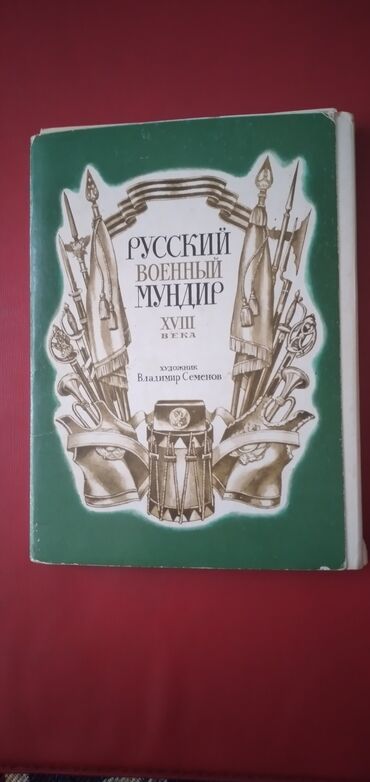 РУССКИЙ
ВОЕННЫЙ
МУНДИР
XVIII
ВЕКА
ХУДОЖНИК
Владимир Семенов